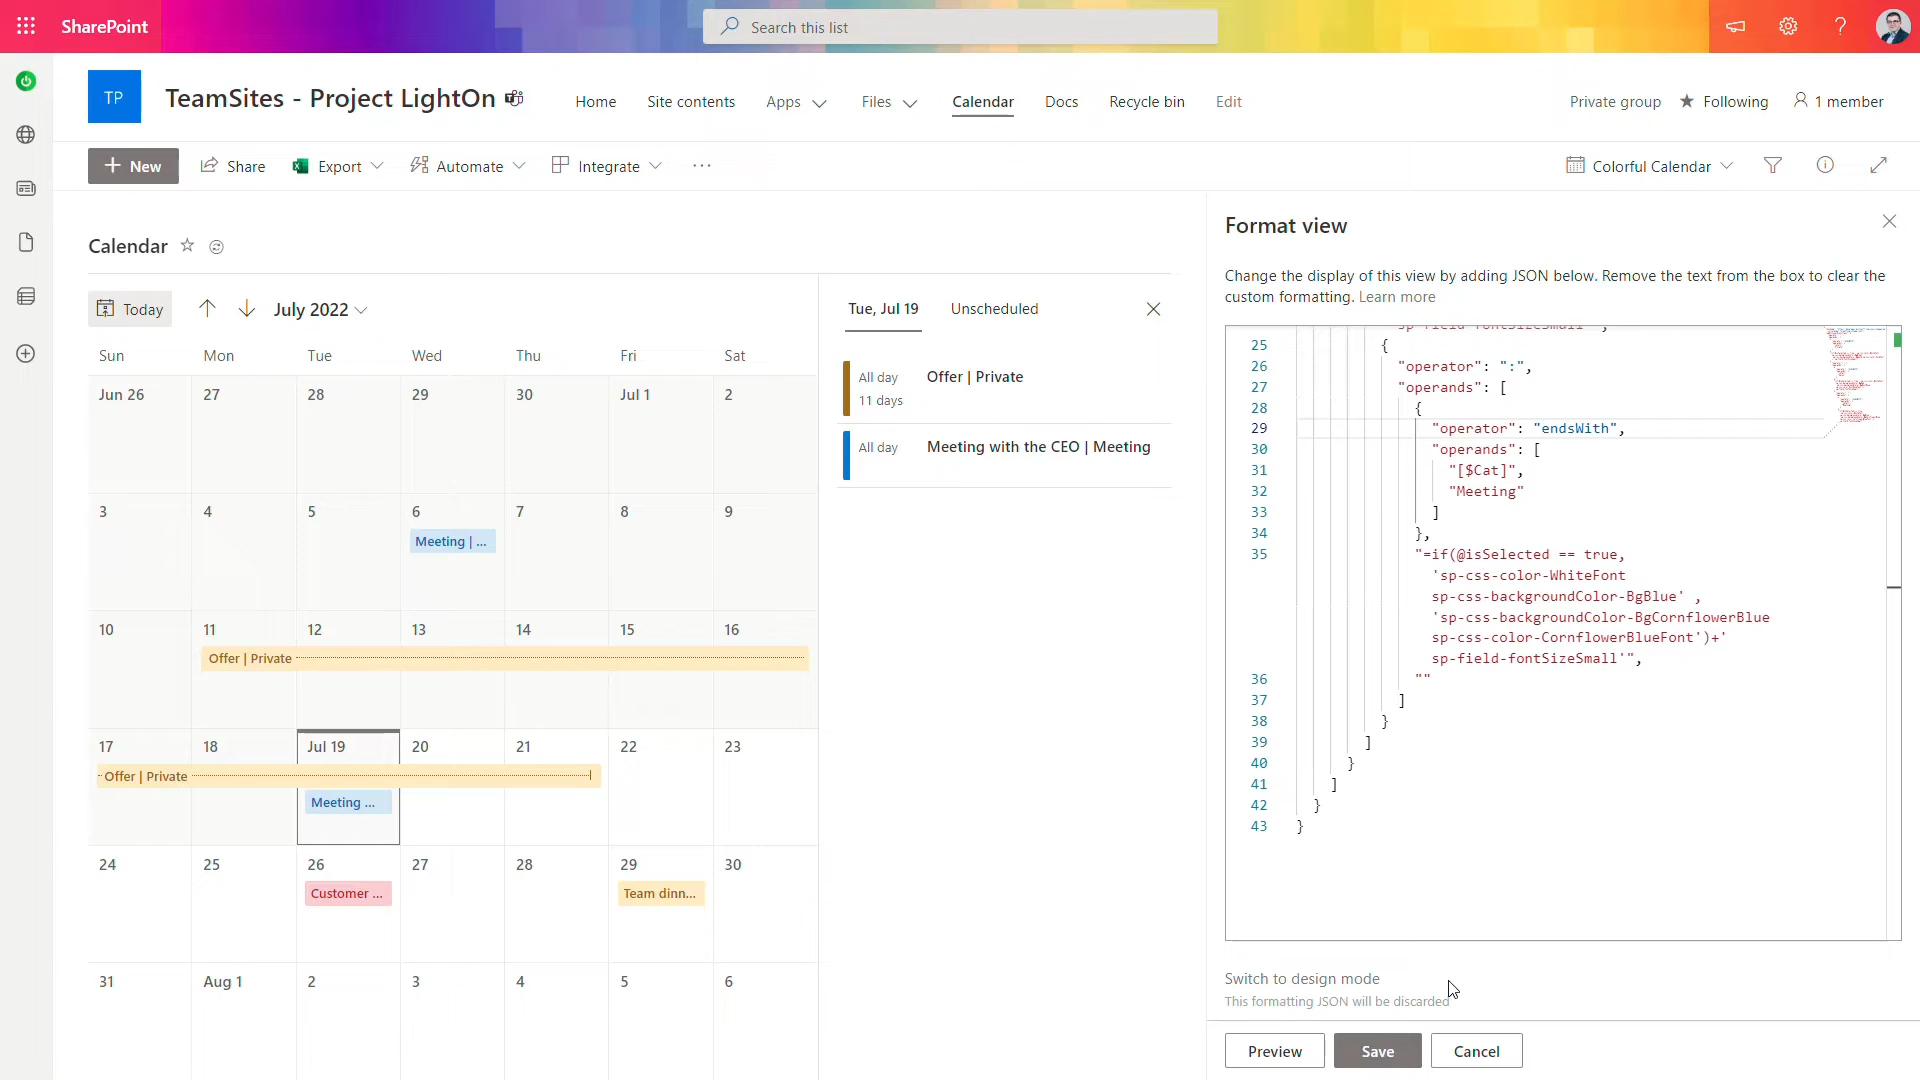 SharePoint
Search this list
TP
TeamSites - Project LightOn
Home
Site contents
Apps
Files
Calendar
Docs
Recycle bin
Edit
Private group
Following
1 member
New
Share
Export
Automate
Integrate
Colorful Calendar
Calendar
Today
July 2022
Sun Mon Tue Wed Thu Fri Sat
Jun 26 27 28 29 30 Jul 1 2
3 4 5 6 7 8 9
Meeting | ...
10 11 12 13 14 15 16
Offer | Private
17 18 Jul 19 20 21 22 23
Offer | Private
Meeting ...
24 25 26 27 28 29 30
Customer ...
Team dinn...
31 Aug 1 2 3 4 5 6
Tue, Jul 19
Unscheduled
All day Offer | Private
11 days
All day Meeting with the CEO | Meeting
Format view
Change the display of this view by adding JSON below. Remove the text from the box to clear the
custom formatting. Learn more
25 {
26 "operator": ":",
27 "operands": [
28 {
29 "operator": "endsWith",
30 "operands": [
31 "[$Cat]",
32 "Meeting"
33 ]
34 },
35 "=if(@isSelected == true,
'sp-css-color-WhiteFont
sp-css-backgroundColor-BgBlue' ,
'sp-css-backgroundColor-BgCornflowerBlue
sp-css-color-CornflowerBlueFont')+'
sp-field-fontSizeSmall'",
36 ""
37 ]
38 }
39 ]
40 }
41 ]
42 }
43 }
Switch to design mode
This formatting JSON will be discarded
Preview
Save
Cancel